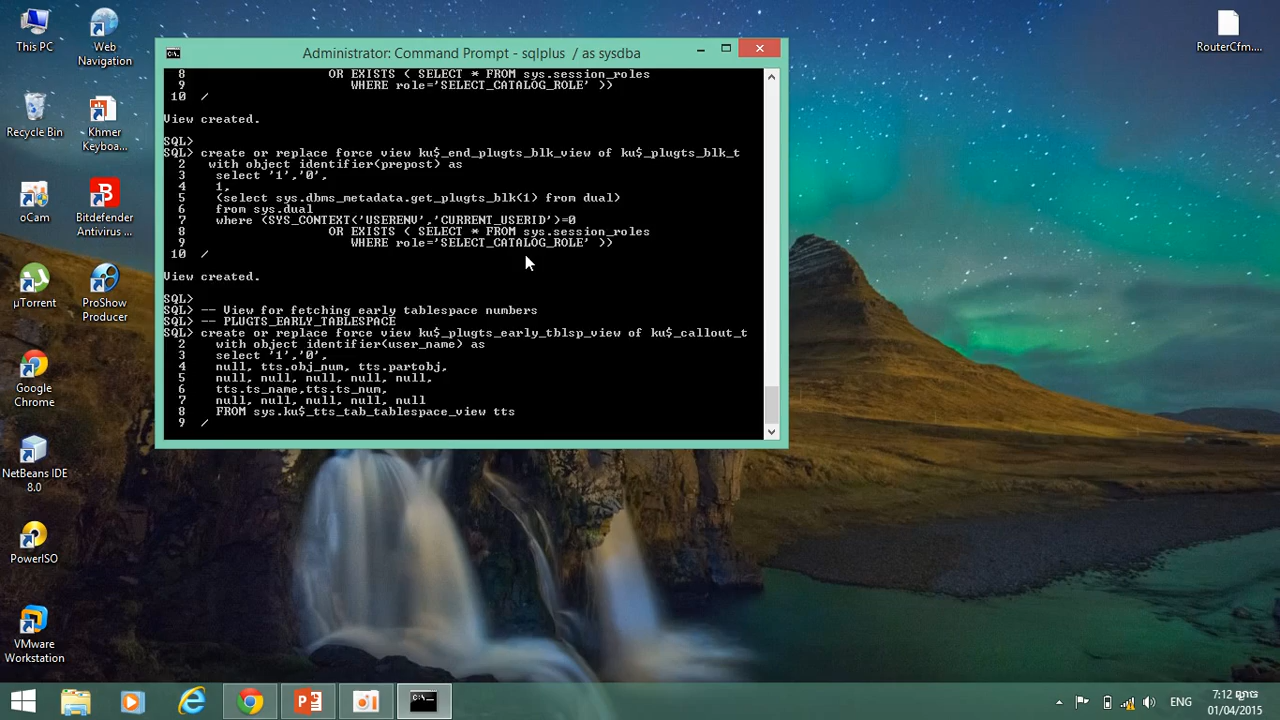 This PC
Web
Navigation
RouterCfm...
Recycle Bin
Khmer
Keyboa...
oCam
Bitdefender
Antivirus ...
µTorrent
ProShow
Producer
Google
Chrome
NetBeans IDE
8.0
PowerISO
VMware
Workstation
Administrator: Command Prompt - sqlplus / as sysdba
8 OR EXISTS ( SELECT * FROM sys.session_roles
9 WHERE role='SELECT_CATALOG_ROLE' ))
10 /
View created.
SQL>
SQL> create or replace force view ku$_end_plugts_blk_view of ku$_plugts_blk_t
2 with object identifier(prepost) as
3 select '1','0',
4 1,
5 (select sys.dbms_metadata.get_plugts_blk(1) from dual)
6 from sys.dual
7 where (SYS_CONTEXT('USERENV','CURRENT_USERID')=0
8 OR EXISTS ( SELECT * FROM sys.session_roles
9 WHERE role='SELECT_CATALOG_ROLE' ))
10 /
View created.
SQL>
SQL> -- View for fetching early tablespace numbers
SQL> -- PLUGTS_EARLY_TABLESPACE
SQL> create or replace force view ku$_plugts_early_tblsp_view of ku$_callout_t
2 with object identifier(user_name) as
3 select '1','0',
4 null, tts.obj_num, tts.partobj,
5 null, null, null, null, null,
6 tts.ts_name,tts.ts_num,
7 null, null, null, null, null
8 FROM sys.ku$_tts_tab_tablespace_view tts
9 /
ENG
7:12
01/04/2015